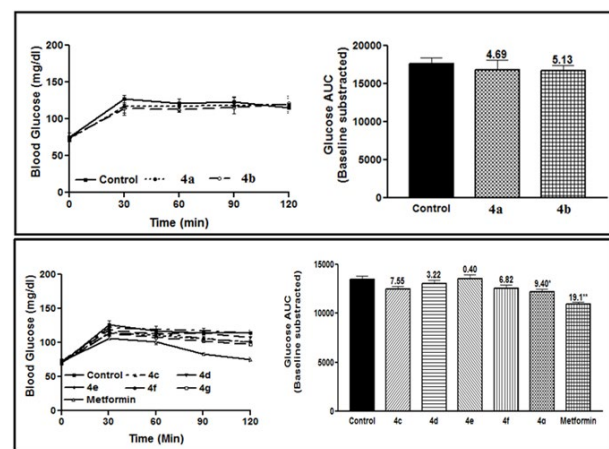 200
150
100
50
0
Blood Glucose (mg/dl)
0 30 60 90 120
Time (min)
Control 4a 4b
20000
15000
10000
5000
0
Glucose AUC
(Baseline substracted)
4.69
5.13
Control 4a 4b
200
150
100
50
0
Blood Glucose (mg/dl)
0 30 60 90 120
Time (Min)
Control 4c 4d
4e 4f 4g
Metformin
15000
10000
5000
0
Glucose AUC
(Baseline substracted)
7.55
3.22
0.40
6.82
9.40*
19.1**
Control 4c 4d 4e 4f 4g Metformin